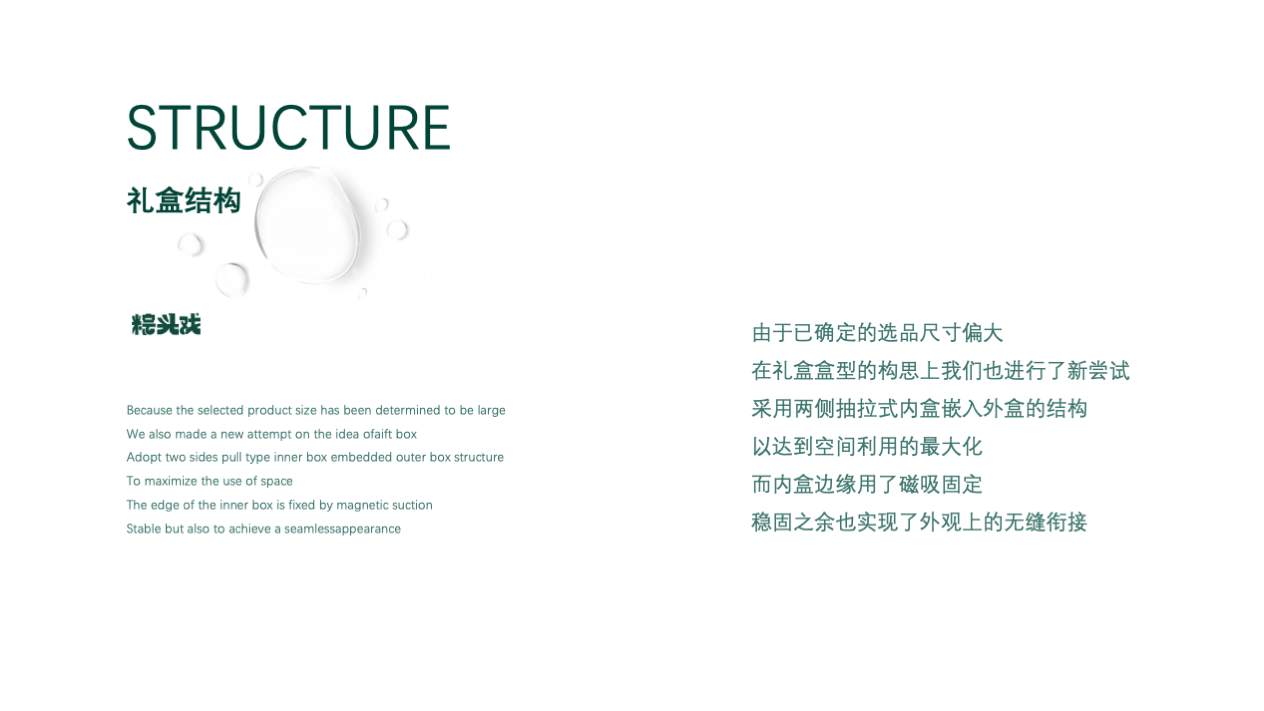 STRUCTURE
礼盒结构
粽头戏
Because the selected product size has been determined to be large
We also made a new attempt on the idea ofaift box
Adopt two sides pull type inner box embedded outer box structure
To maximize the use of space
The edge of the inner box is fixed by magnetic suction
Stable but also to achieve a seamlessappearance
由于已确定的选品尺寸偏大
在礼盒盒型的构思上我们也进行了新尝试
采用两侧抽拉式内盒嵌入外盒的结构
以达到空间利用的最大化
而内盒边缘用了磁吸固定
稳固之余也实现了外观上的无缝衔接